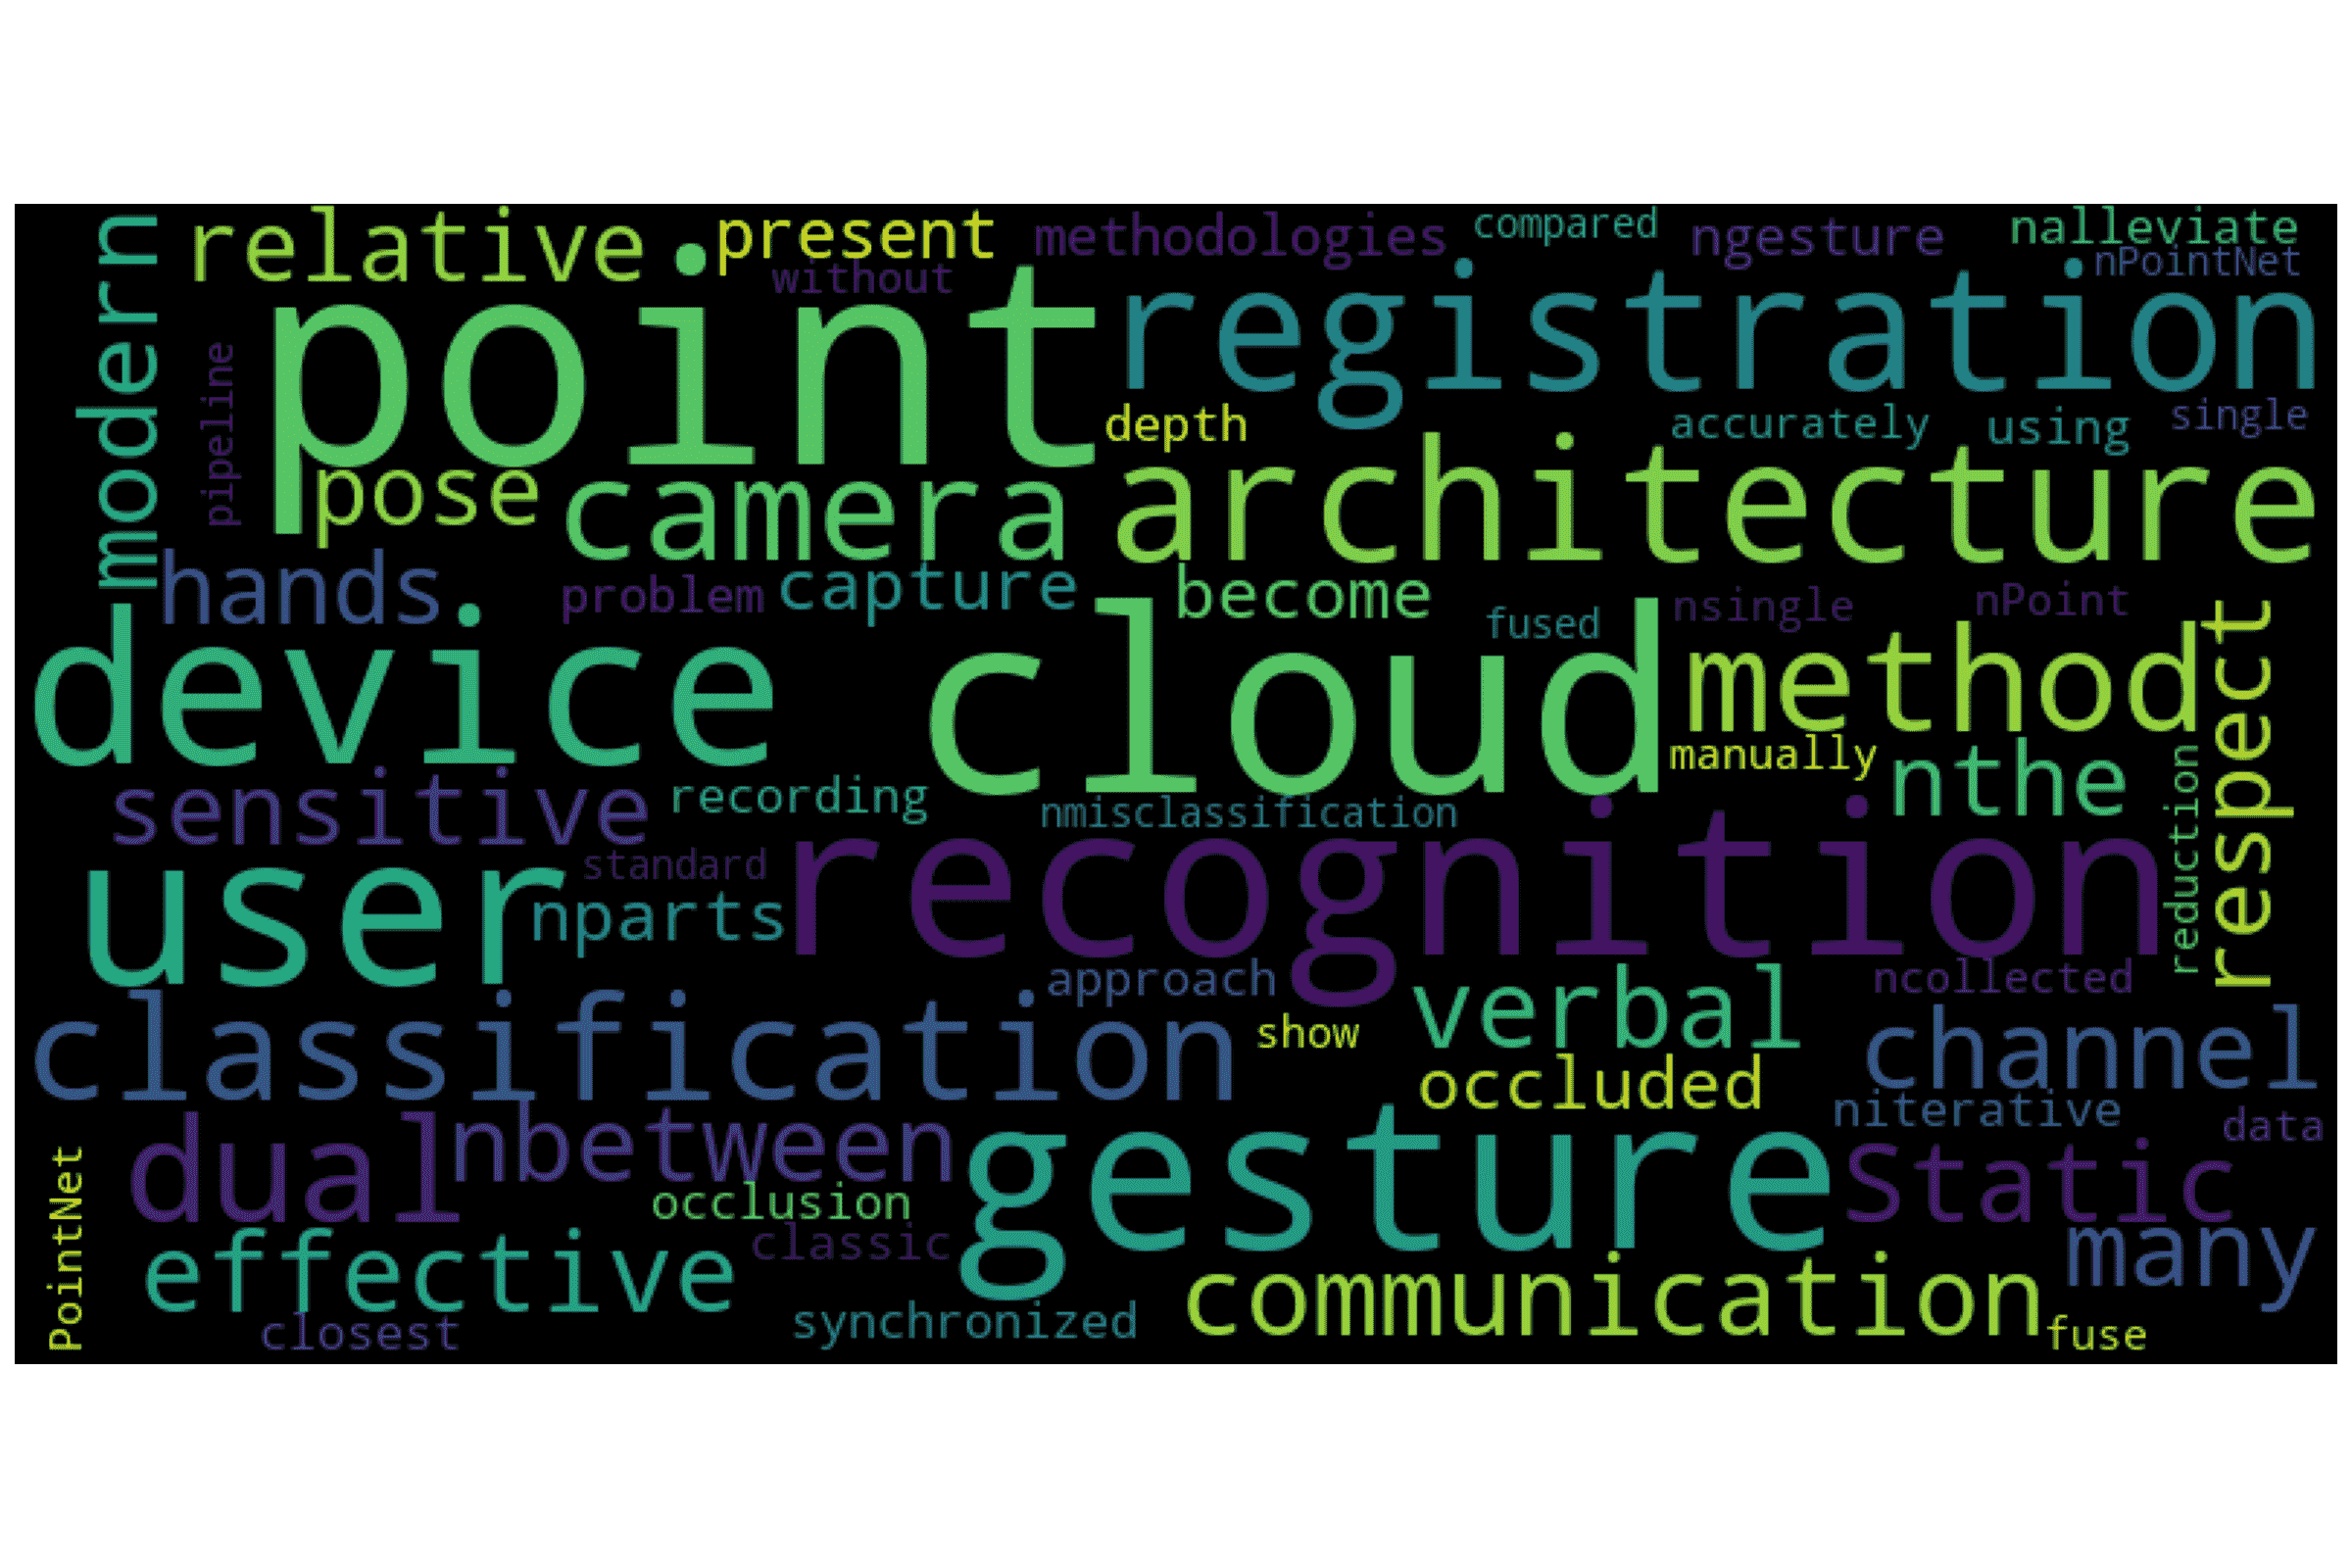 modern
relative
present
methodologies
compared
ngesture
nalleviate
without
nPointNet
point
registration
pipeline
depth
accurately
using
single
pose
camera
architecture
hands
problem
capture
become
fused
nsingle
nPoint
device
cloud
method
respect
manually
nthe
sensitive
recording
nmisclassification
reduction
user
standard
recognition
nparts
approach
ncollected
classification
show
verbal
channel
occluded
niterative
data
dual
nbetween
gesture
Static
PointNet
occlusion
classic
many
effective
communication
closest
synchronized
fuse